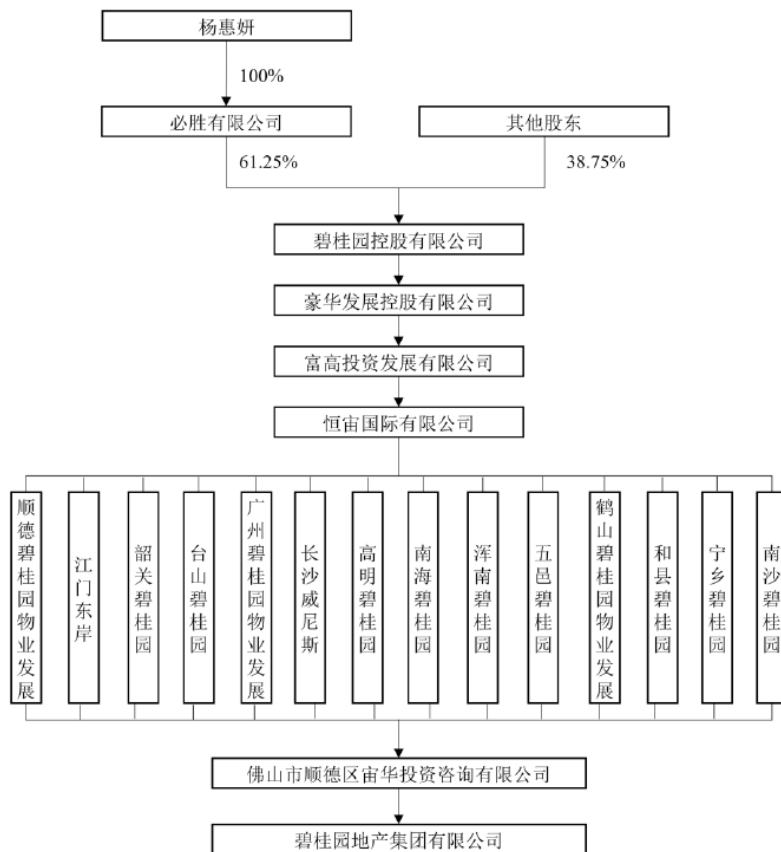 杨惠妍
100%
必胜有限公司
其他股东
61.25%
38.75%
碧桂园控股有限公司
豪华发展控股有限公司
富高投资发展有限公司
恒宙国际有限公司
顺德碧桂园物业发展
江门东岸
韶关碧桂园
台山碧桂园
广州碧桂园物业发展
长沙威尼斯
高明碧桂园
南海碧桂园
浑南碧桂园
五邑碧桂园
鹤山碧桂园物业发展
和县碧桂园
宁乡碧桂园
南沙碧桂园
佛山市顺德区宙华投资咨询有限公司
碧桂园地产集团有限公司